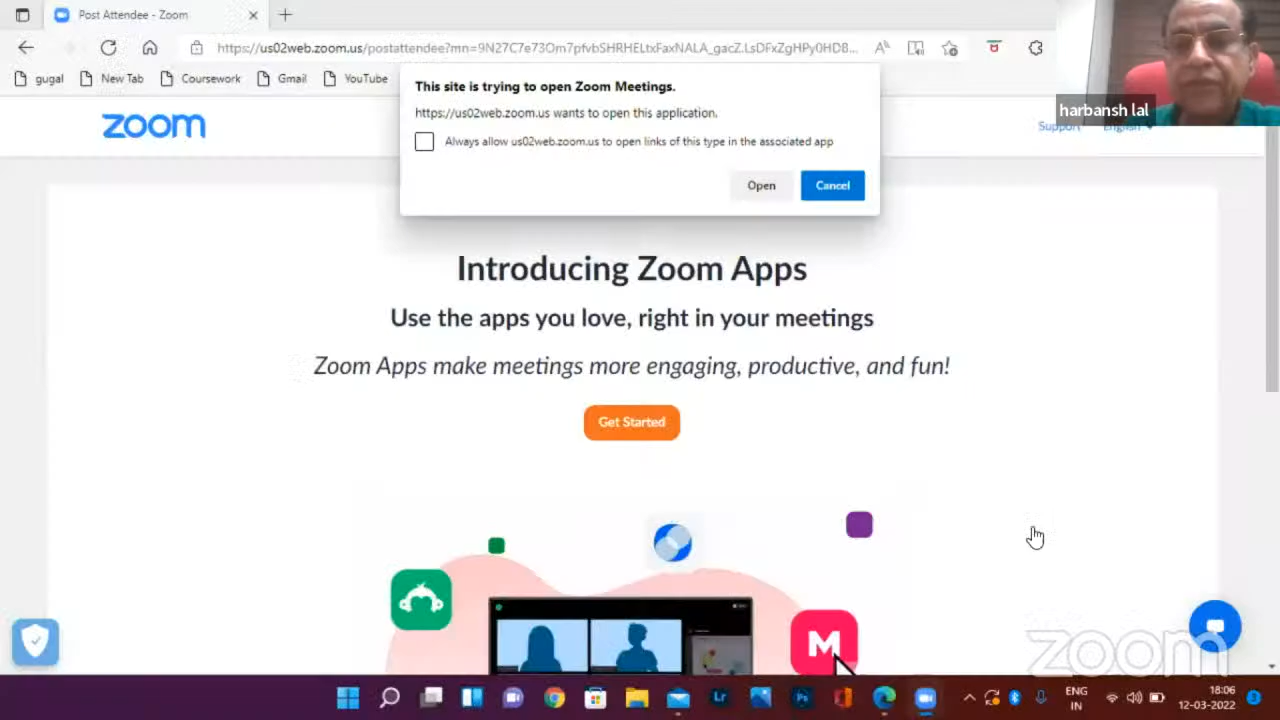 Post Attendee - Zoom
https://us02web.zoom.us/postattendee?mn=
gugal
New Tab
Coursework
Gmail
YouTube
This site is trying to open Zoom Meetings.
https://us02web.zoom.us wants to open this application.
Always allow us02web.zoom.us to open links of this type in the associated app
Open
Cancel
harbansh lal
zoom
Support
English
Introducing Zoom Apps
Use the apps you love, right in your meetings
Zoom Apps make meetings more engaging, productive, and fun!
Get Started
M
zoom
Lr
Ps
ENG
IN
18:06
12-03-2022